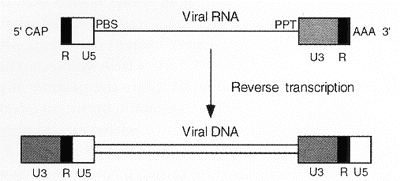 Viral RNA
5' CAP PBS PPT AAA 3'
R U5 U3 R
Reverse transcription
Viral DNA
U3 R U5 U3 R U5